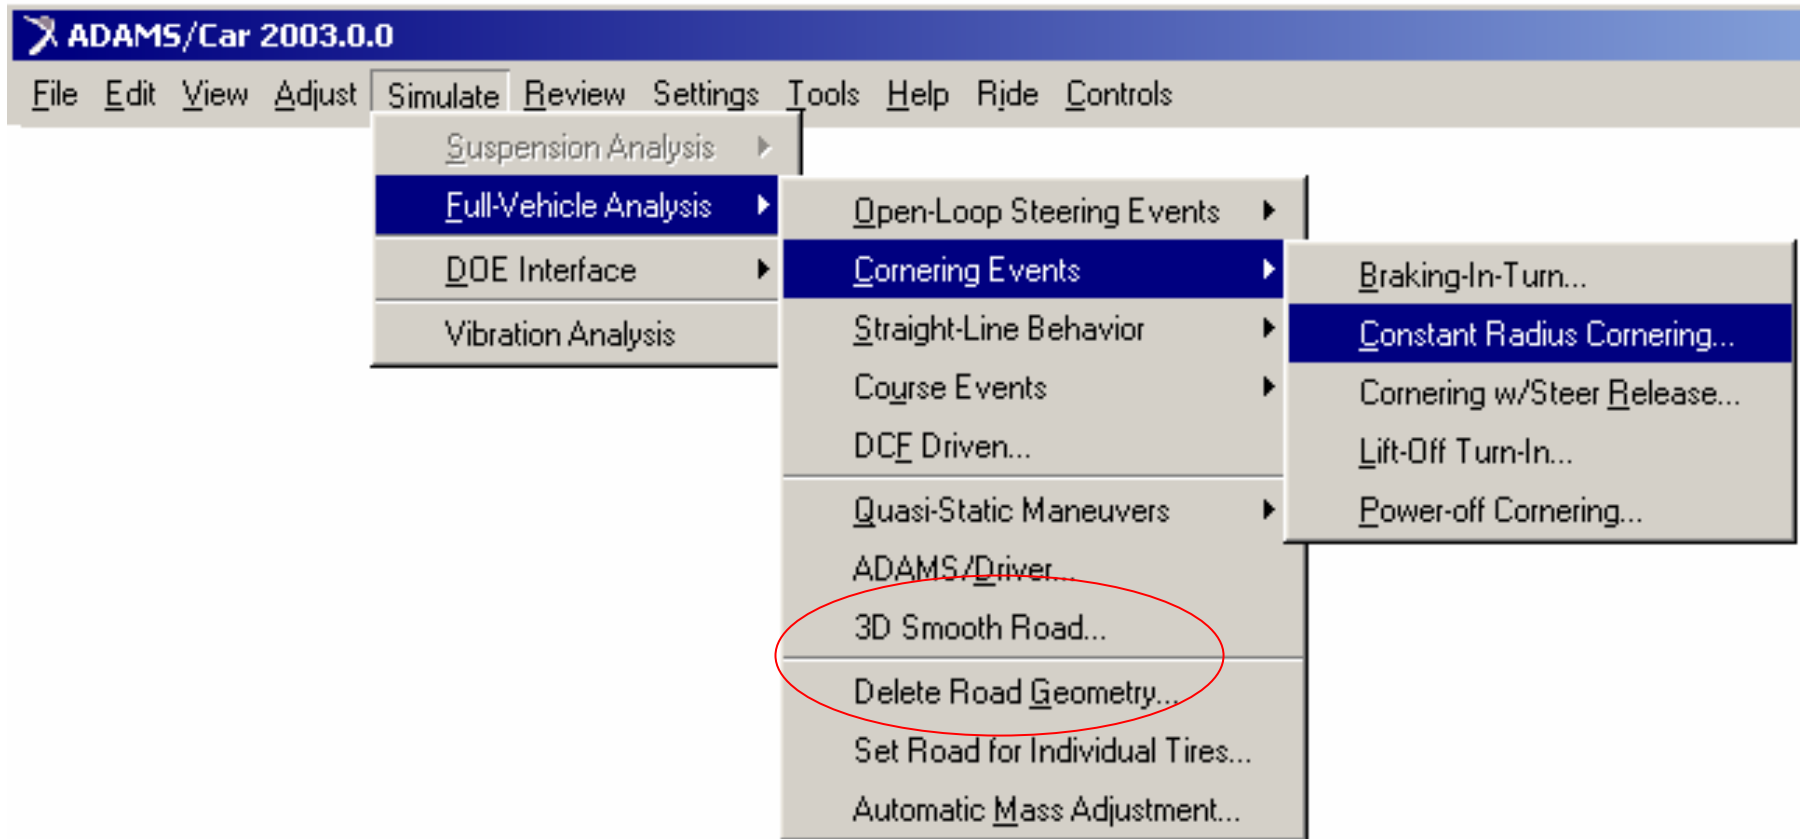 ADAMS/Car 2003.0.0
File Edit View Adjust Simulate Review Settings Tools Help Ride Controls
Suspension Analysis
Full-Vehicle Analysis
DOE Interface
Vibration Analysis
Open-Loop Steering Events
Cornering Events
Straight-Line Behavior
Course Events
DCF Driven...
Quasi-Static Maneuvers
ADAMS/Driver...
3D Smooth Road...
Delete Road Geometry...
Set Road for Individual Tires...
Automatic Mass Adjustment...
Braking-In-Turn...
Constant Radius Cornering...
Cornering w/Steer Release...
Lift-Off Turn-In...
Power-off Cornering...